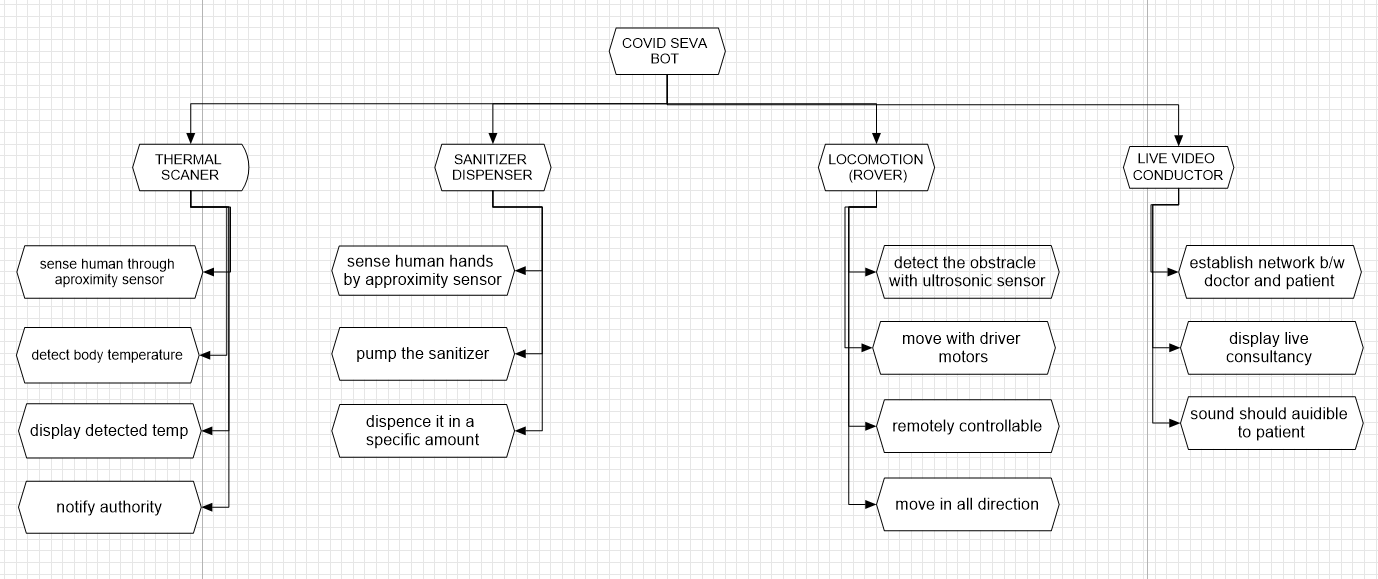 COVID SEVA
BOT
THERMAL
SCANER
SANITIZER
DISPENSER
LOCOMOTION
(ROVER)
LIVE VIDEO
CONDUCTOR
sense human through
aproximity sensor
detect body temperature
display detected temp
notify authority
sense human hands
by approximity sensor
pump the sanitizer
dispence it in a
specific amount
detect the obstracle
with ultrosonic sensor
move with driver
motors
remotely controllable
move in all direction
establish network b/w
doctor and patient
display live
consultancy
sound should auidible
to patient